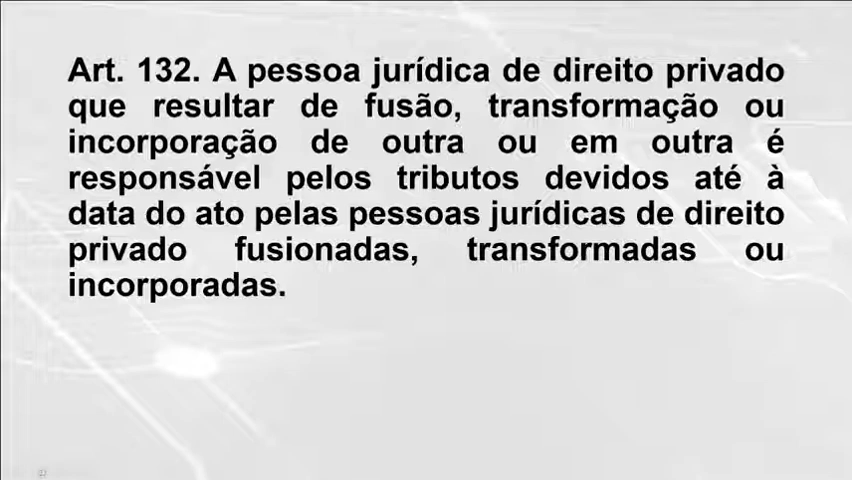 Art. 132. A pessoa jurídica de direito privado
que resultar de fusão, transformação ou
incorporação de outra ou em outra é
responsável pelos tributos devidos até à
data do ato pelas pessoas jurídicas de direito
privado fusionadas, transformadas ou
incorporadas.